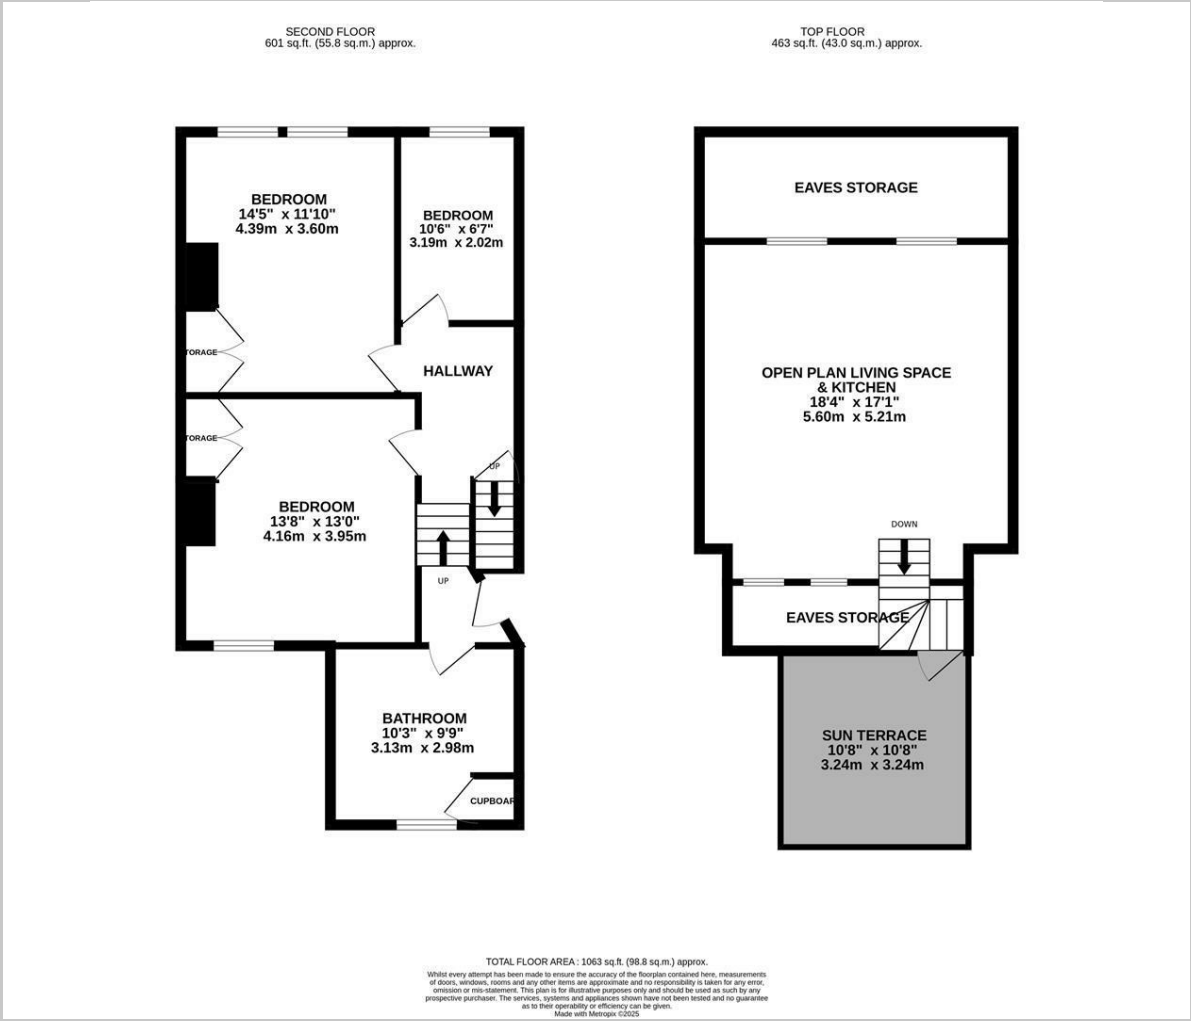 SECOND FLOOR
601 sq.ft. (55.8 sq.m.) approx.
TOP FLOOR
463 sq.ft. (43.0 sq.m.) approx.
BEDROOM
14'5" x 11'10"
4.39m x 3.60m
BEDROOM
10'6" x 6'7"
3.19m x 2.02m
TORAGE
HALLWAY
TORAGE
UP
BEDROOM
13'8" x 13'0"
4.16m x 3.95m
UP
BATHROOM
10'3" x 9'9"
3.13m x 2.98m
CUPBOAR
EAVES STORAGE
OPEN PLAN LIVING SPACE
& KITCHEN
18'4" x 17'1"
5.60m x 5.21m
DOWN
EAVES STORAGE
SUN TERRACE
10'8" x 10'8"
3.24m x 3.24m
TOTAL FLOOR AREA : 1063 sq.ft. (98.8 sq.m.) approx.
Whilst every attempt has been made to ensure the accuracy of the floorplan contained here, measurements
of doors, windows, rooms and any other items are approximate and no responsibility is taken for any error,
omission or mis-statement. This plan is for illustrative purposes only and should be used as such by any
prospective purchaser. The services, systems and appliances shown have not been tested and no guarantee
as to their operability or efficiency can be given.
Made with Metropix ©2025